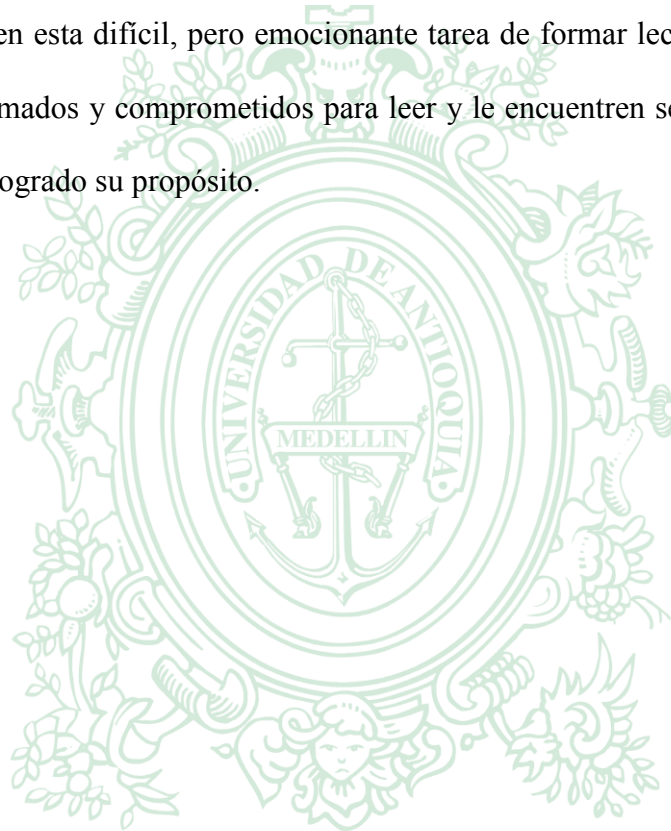 en esta difícil, pero emocionante tarea de formar lec
mados y comprometidos para leer y le encuentren se
ogrado su propósito.
UNIVERSIDAD DE ANTIOQUIA
MEDELLIN